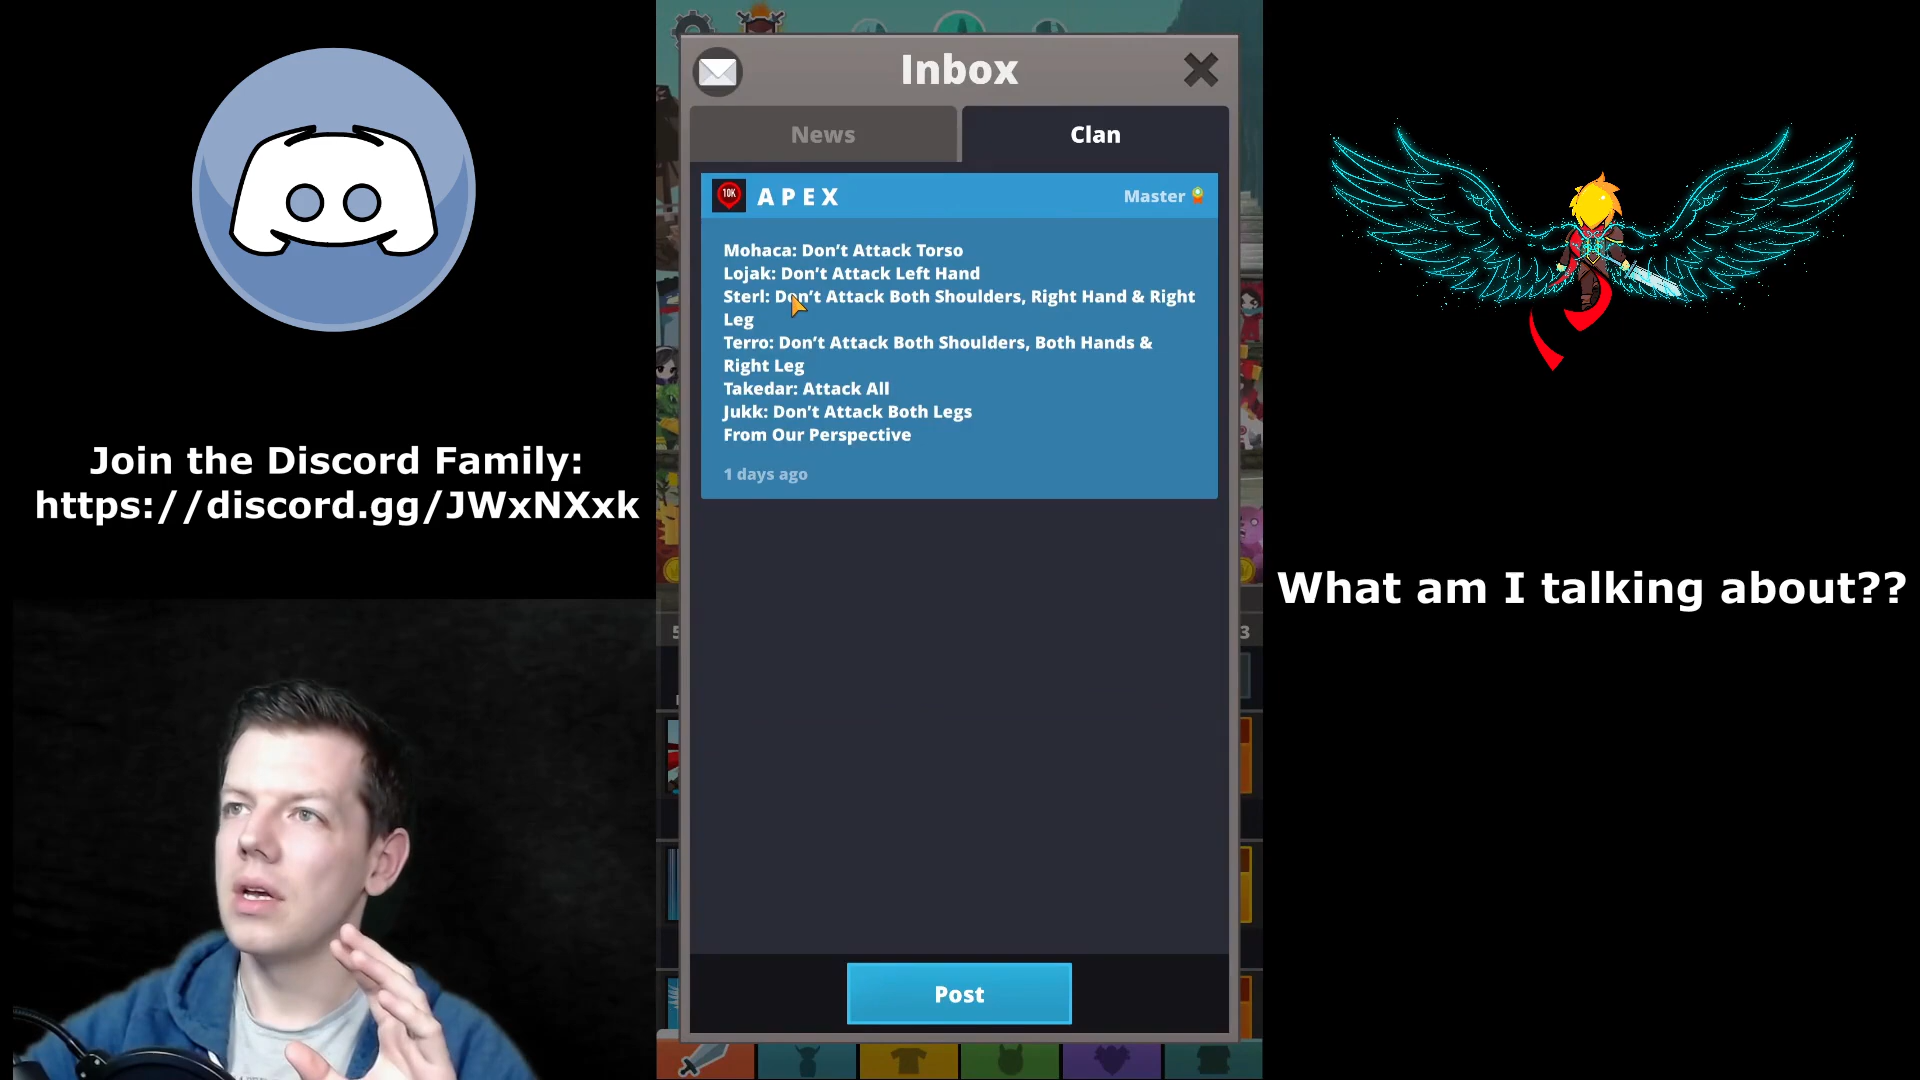 Join the Discord Family:
https://discord.gg/JWxNXxk
Inbox
News
Clan
10K
A P E X
Master
Mohaca: Don’t Attack Torso
Lojak: Don’t Attack Left Hand
Sterl: Don’t Attack Both Shoulders, Right Hand & Right
Leg
Terro: Don’t Attack Both Shoulders, Both Hands &
Right Leg
Takedar: Attack All
Jukk: Don’t Attack Both Legs
From Our Perspective
1 days ago
Post
What am I talking about??